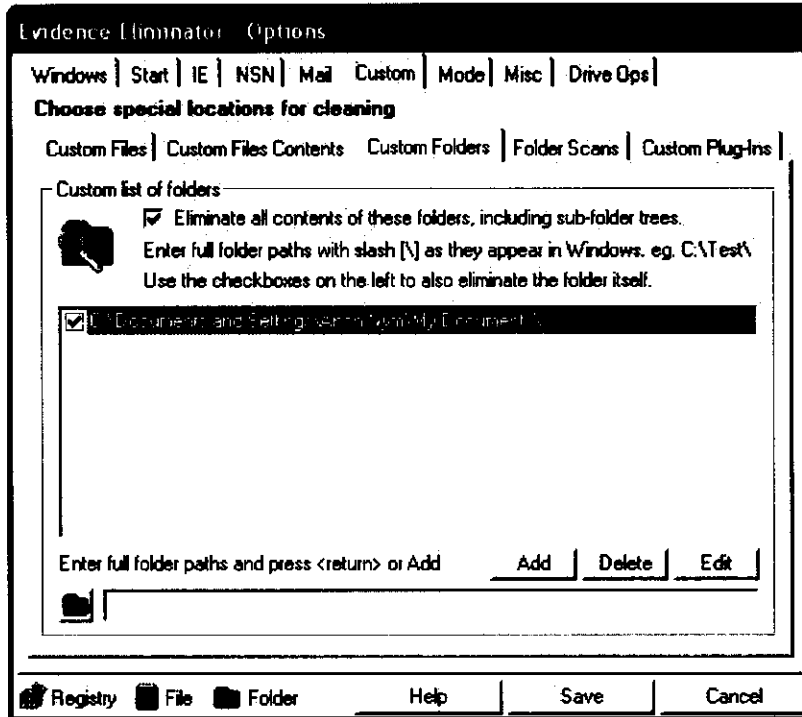 Evidence Eliminator Options
Windows Start IE NSN Mail Custom Mode Misc Drive Ops
Choose special locations for cleaning
Custom Files Custom Files Contents Custom Folders Folder Scans Custom Plug-Ins
Custom list of folders
Eliminate all contents of these folders, including sub-folder trees.
Enter full folder paths with slash [\] as they appear in Windows. eg. C:\Test\
Use the checkboxes on the left to also eliminate the folder itself.
C:\Documents and Settings\
Enter full folder paths and press <return> or Add Add Delete Edit
Registry File Folder Help Save Cancel